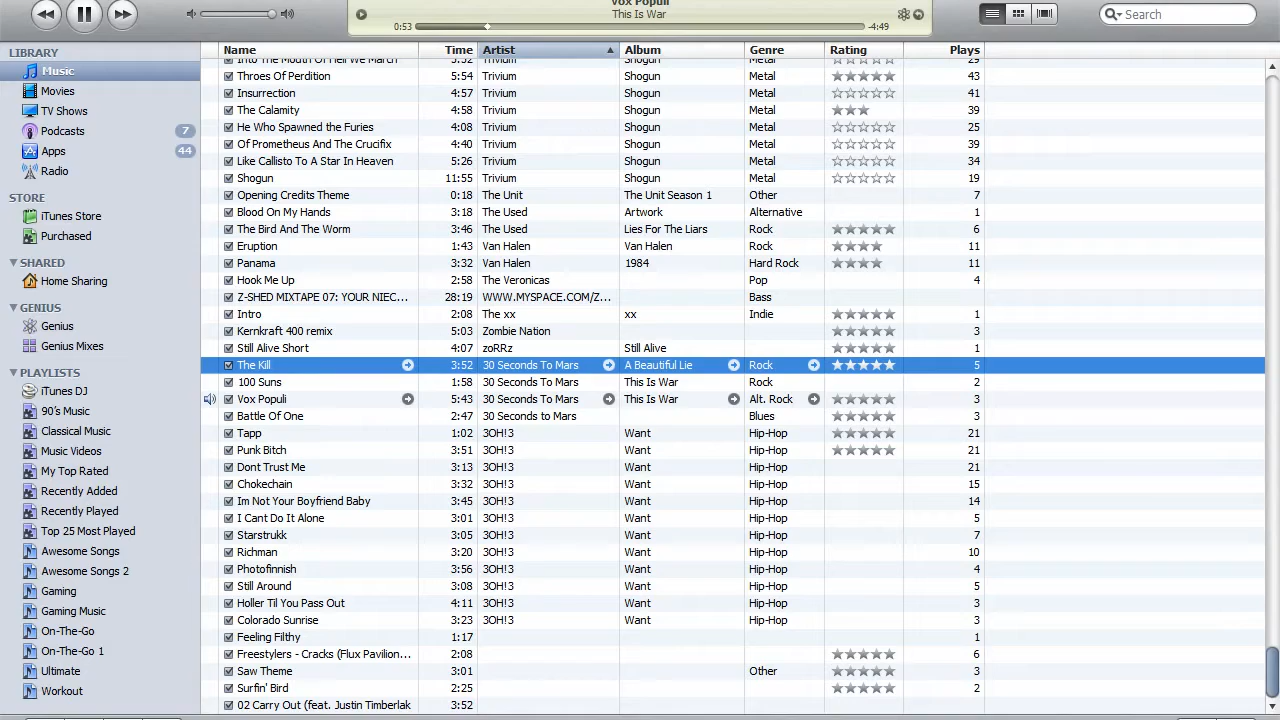 Vox Populi
This Is War
0:53 -4:49
Search
LIBRARY
Music
Movies
TV Shows
Podcasts 7
Apps 44
Radio
STORE
iTunes Store
Purchased
SHARED
Home Sharing
GENIUS
Genius
Genius Mixes
PLAYLISTS
iTunes DJ
90's Music
Classical Music
Music Videos
My Top Rated
Recently Added
Recently Played
Top 25 Most Played
Awesome Songs
Awesome Songs 2
Gaming
Gaming Music
On-The-Go
On-The-Go 1
Ultimate
Workout
Name Time Artist Album Genre Rating Plays
Into The Mouth Of Hell We March 5:52 Trivium Shogun Metal 29
Throes Of Perdition 5:54 Trivium Shogun Metal 43
Insurrection 4:57 Trivium Shogun Metal 41
The Calamity 4:58 Trivium Shogun Metal 39
He Who Spawned the Furies 4:08 Trivium Shogun Metal 25
Of Prometheus And The Crucifix 4:40 Trivium Shogun Metal 39
Like Callisto To A Star In Heaven 5:26 Trivium Shogun Metal 34
Shogun 11:55 Trivium Shogun Metal 19
Opening Credits Theme 0:18 The Unit The Unit Season 1 Other 7
Blood On My Hands 3:18 The Used Artwork Alternative 1
The Bird And The Worm 3:46 The Used Lies For The Liars Rock 6
Eruption 1:43 Van Halen Van Halen Rock 11
Panama 3:32 Van Halen 1984 Hard Rock 11
Hook Me Up 2:58 The Veronicas Pop 4
Z-SHED MIXTAPE 07: YOUR NIEC... 28:19 WWW.MYSPACE.COM/Z... Bass
Intro 2:08 The xx xx Indie 1
Kernkraft 400 remix 5:03 Zombie Nation 3
Still Alive Short 4:07 zoRRz Still Alive 1
The Kill 3:52 30 Seconds To Mars A Beautiful Lie Rock 5
100 Suns 1:58 30 Seconds To Mars This Is War Rock 2
Vox Populi 5:43 30 Seconds To Mars This Is War Alt. Rock 3
Battle Of One 2:47 30 Seconds to Mars Blues 3
Tapp 1:02 3OH!3 Want Hip-Hop 21
Punk Bitch 3:51 3OH!3 Want Hip-Hop 21
Dont Trust Me 3:13 3OH!3 Want Hip-Hop 21
Chokechain 3:32 3OH!3 Want Hip-Hop 15
Im Not Your Boyfriend Baby 3:45 3OH!3 Want Hip-Hop 14
I Cant Do It Alone 3:01 3OH!3 Want Hip-Hop 5
Starstrukk 3:05 3OH!3 Want Hip-Hop 7
Richman 3:20 3OH!3 Want Hip-Hop 10
Photofinnish 3:56 3OH!3 Want Hip-Hop 4
Still Around 3:08 3OH!3 Want Hip-Hop 5
Holler Til You Pass Out 4:11 3OH!3 Want Hip-Hop 3
Colorado Sunrise 3:23 3OH!3 Want Hip-Hop 3
Feeling Filthy 1:17 1
Freestylers - Cracks (Flux Pavilion... 2:08 6
Saw Theme 3:01 Other 3
Surfin' Bird 2:25 2
02 Carry Out (feat. Justin Timberlak 3:52